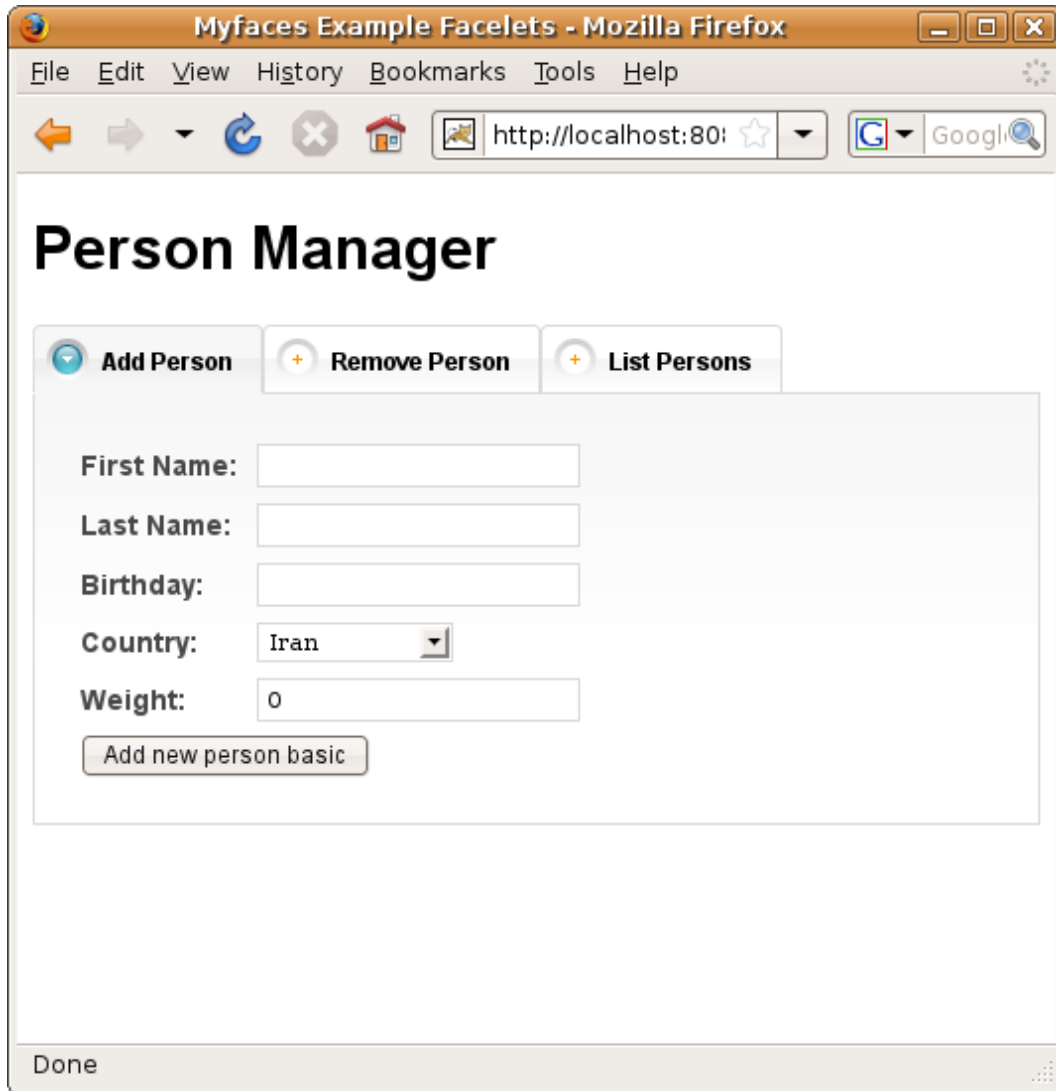 Myfaces Example Facelets - Mozilla Firefox
File Edit View History Bookmarks Tools Help
http://localhost:80 G Googl
Person Manager
Add Person Remove Person List Persons
First Name:
Last Name:
Birthday:
Country: Iran
Weight: 0
Add new person basic
Done